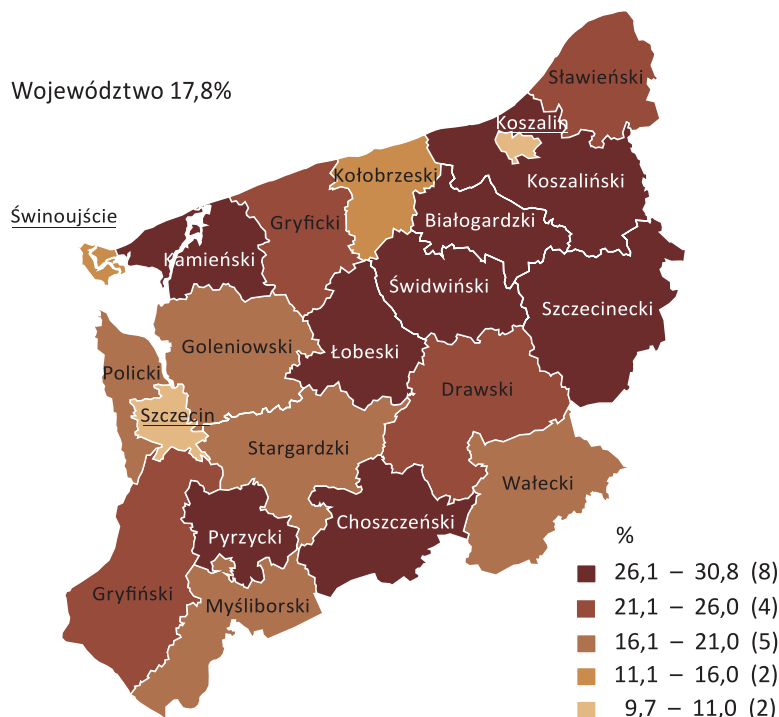 Województwo 17,8%
Sławieński
Koszalin
Kołobrzeski
Koszaliński
Świnoujście
Gryficki
Białogardzki
Kamieński
Świdwiński
Szczecinecki
Goleniowski
Łobeski
Policki
Drawski
Szczecin
Stargardzki
Wałecki
Choszczeński
Pyrzycki
%
26,1 – 30,8 (8)
Gryfiński
Myśliborski
21,1 – 26,0 (4)
16,1 – 21,0 (5)
11,1 – 16,0 (2)
9,7 – 11,0 (2)